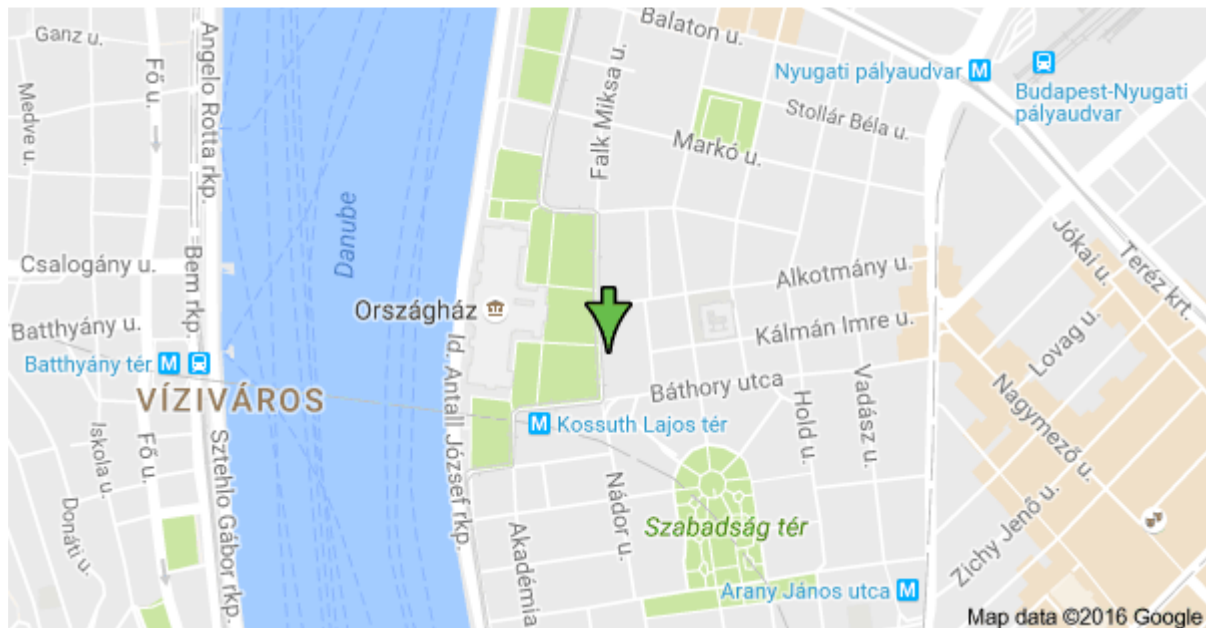 Ganz u.
Medve u.
Fő u.
Angelo Rotta rkp.
Csalogány u.
Bem rkp.
Batthyány u.
Batthyány tér
M
VÍZIVÁROS
Iskola u.
Fő u.
Donáti u.
Sztehlo Gábor rkp.
Danube
Országház
Id. Antall József rkp.
Balaton u.
Falk Miksa u.
Nyugati pályaudvar
M
Budapest-Nyugati
pályaudvar
Stollár Béla u.
Markó u.
Alkotmány u.
Kálmán Imre u.
Jókai u.
Teréz krt.
Lovag u.
Báthory utca
Hold u.
Vadász u.
Nagymező u.
M
Kossuth Lajos tér
Nádor u.
Akadémia
Szabadság tér
Zichy Jenő u.
Arany János utca
M
Map data ©2016 Google